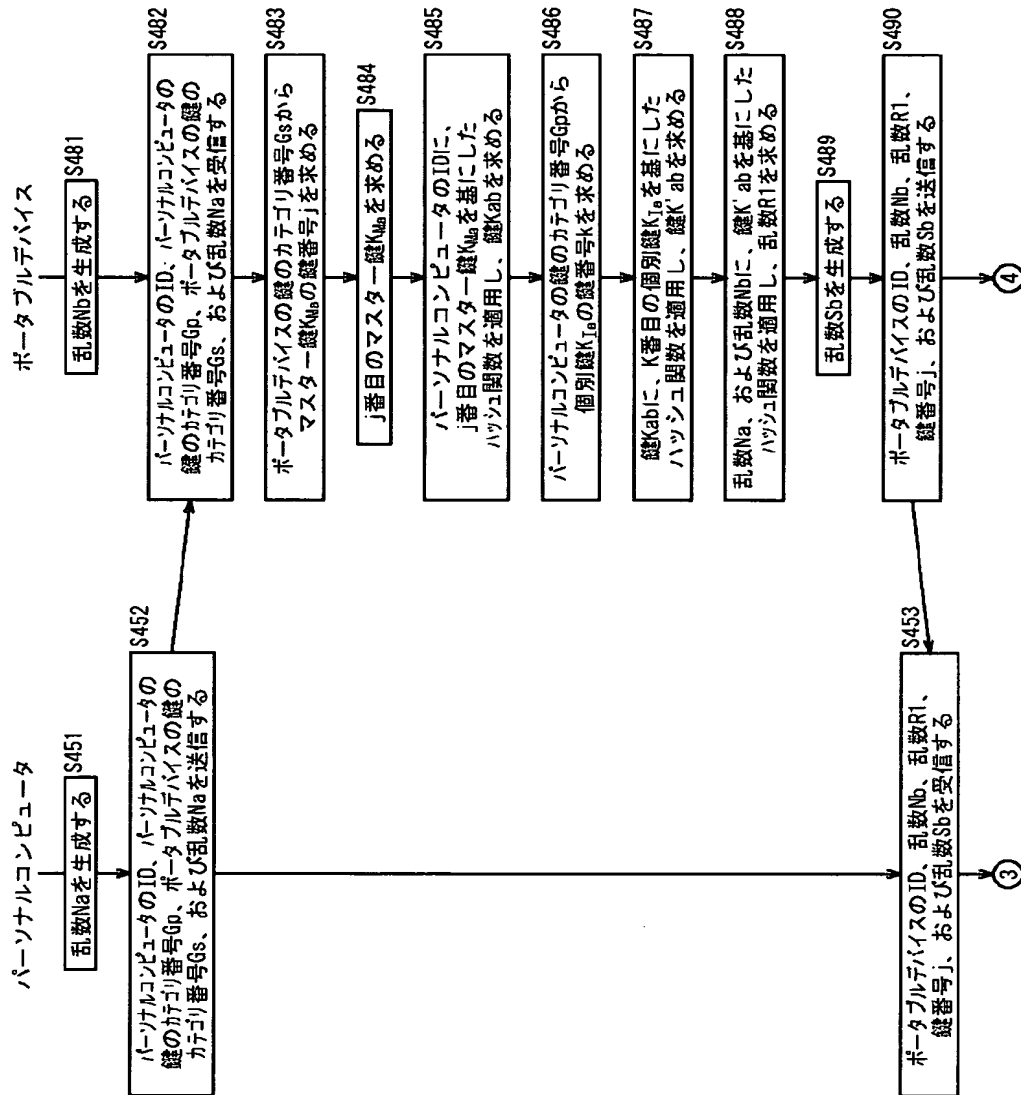 パーソナルコンピュータ
乱数Naを生成する
S451
パーソナルコンピュータのID、パーソナルコンピュータの
鍵のカテゴリ番号Gp、ポータブルデバイスの鍵の
カテゴリ番号Gs、および乱数Naを送信する
S452
ポータブルデバイスのID、乱数Nb、乱数R1、
鍵番号j、および乱数Sbを受信する
S453
③
ポータブルデバイス
乱数Nbを生成する
S481
パーソナルコンピュータのID、パーソナルコンピュータの
鍵のカテゴリ番号Gp、ポータブルデバイスの鍵の
カテゴリ番号Gs、および乱数Naを受信する
S482
ポータブルデバイスの鍵のカテゴリ番号Gsから
マスター鍵KMaの鍵番号jを求める
S483
j番目のマスター鍵KMaを求める
S484
パーソナルコンピュータのIDに、
j番目のマスター鍵KMaを基にした
ハッシュ関数を適用し、鍵Kabを求める
S485
パーソナルコンピュータの鍵のカテゴリ番号Gpから
個別鍵KIaの鍵番号kを求める
S486
鍵Kabに、K番目の個別鍵KIaを基にした
ハッシュ関数を適用し、鍵K'abを求める
S487
乱数Na、および乱数Nbに、鍵K'abを基にした
ハッシュ関数を適用し、乱数R1を求める
S488
乱数Sbを生成する
S489
ポータブルデバイスのID、乱数Nb、乱数R1、
鍵番号j、および乱数Sbを送信する
S490
④